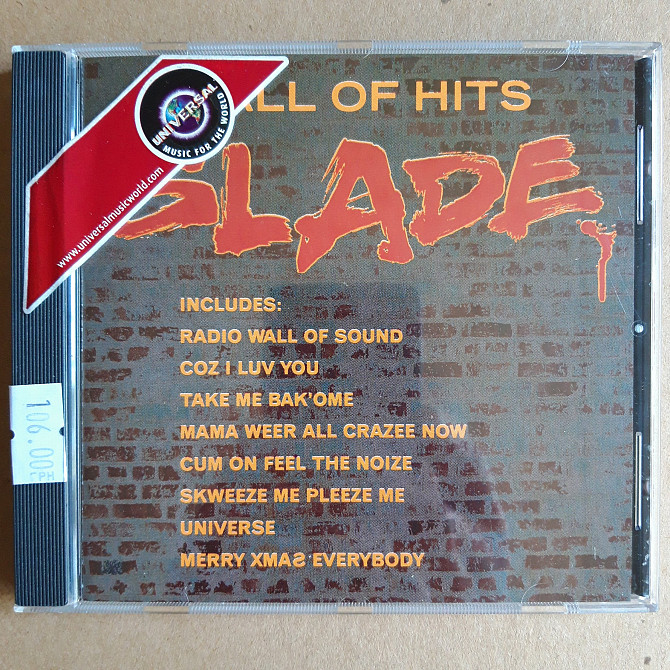 ALL OF HITS
SLADE
UNIVERSAL
MUSIC FOR THE WORLD
www.universalmusicworld.com
INCLUDES:
RADIO WALL OF SOUND
COZ I LUV YOU
TAKE ME BAK'OME
MAMA WEER ALL CRAZEE NOW
CUM ON FEEL THE NOIZE
SKWEEZE ME PLEEZE ME
UNIVERSE
MERRY XMAS EVERYBODY
106.00